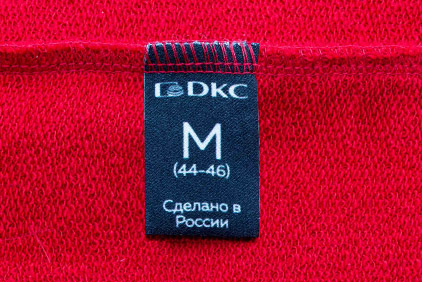 DKC
M
(44-46)
Сделано в
России